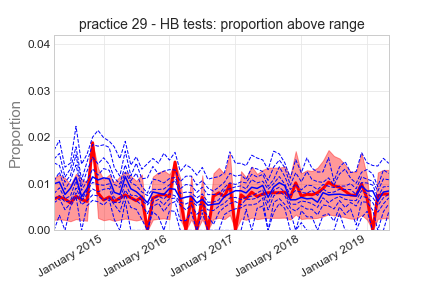 practice 29 - HB tests: proportion above range
0.04
0.03
0.02
0.01
0.00
Proportion
January 2015
January 2016
January 2017
January 2018
January 2019